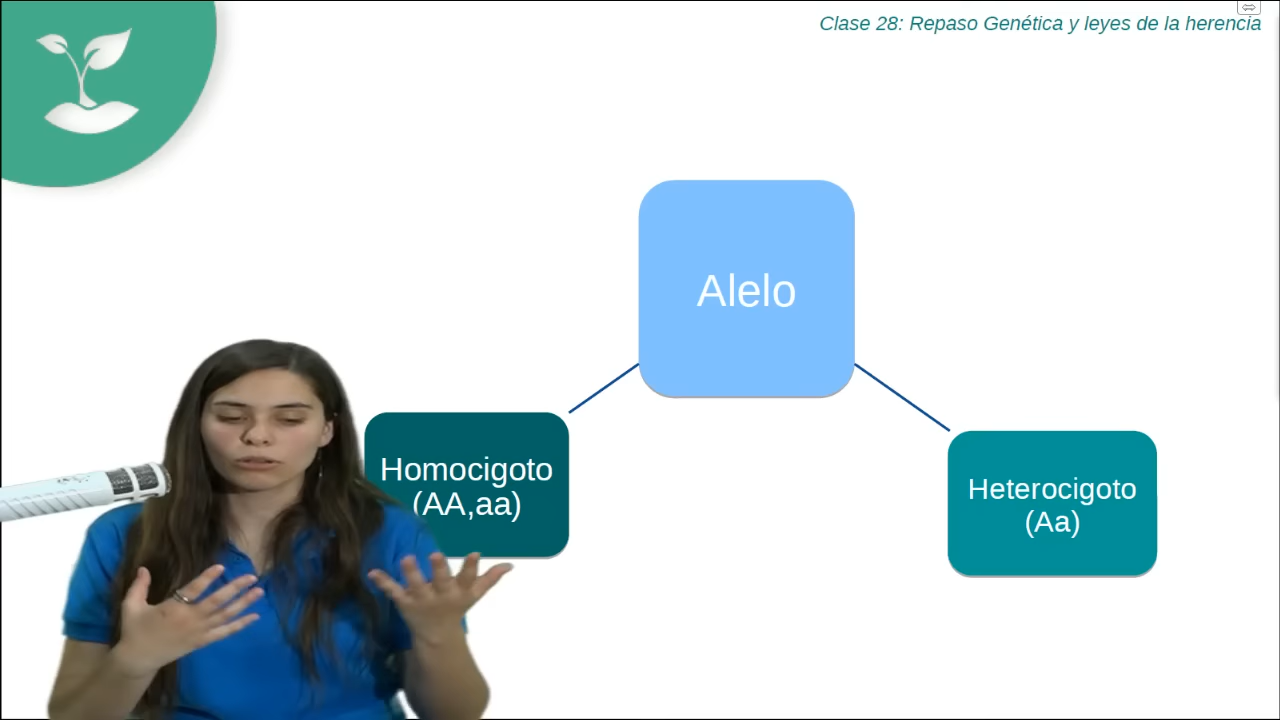 Clase 28: Repaso Genética y leyes de la herencia
Alelo
Homocigoto
(AA,aa)
Heterocigoto
(Aa)